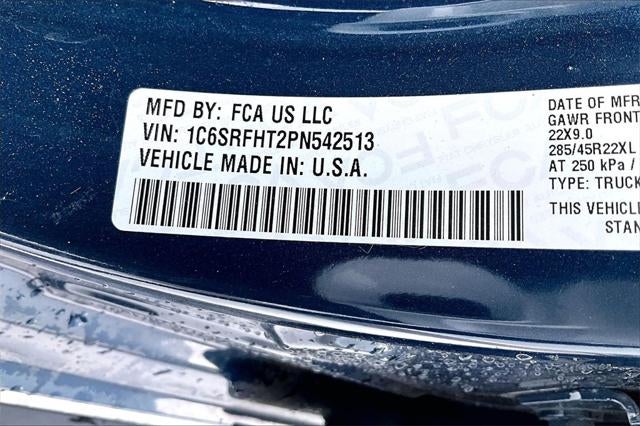 MFD BY: FCA US LLC
VIN: 1C6SRFHT2PN542513
VEHICLE MADE IN: U.S.A.
DATE OF MFR
GAWR FRONT
22X9.0
285/45R22XL
AT 250 kPa /
TYPE: TRUCK
THIS VEHICLE
STAN